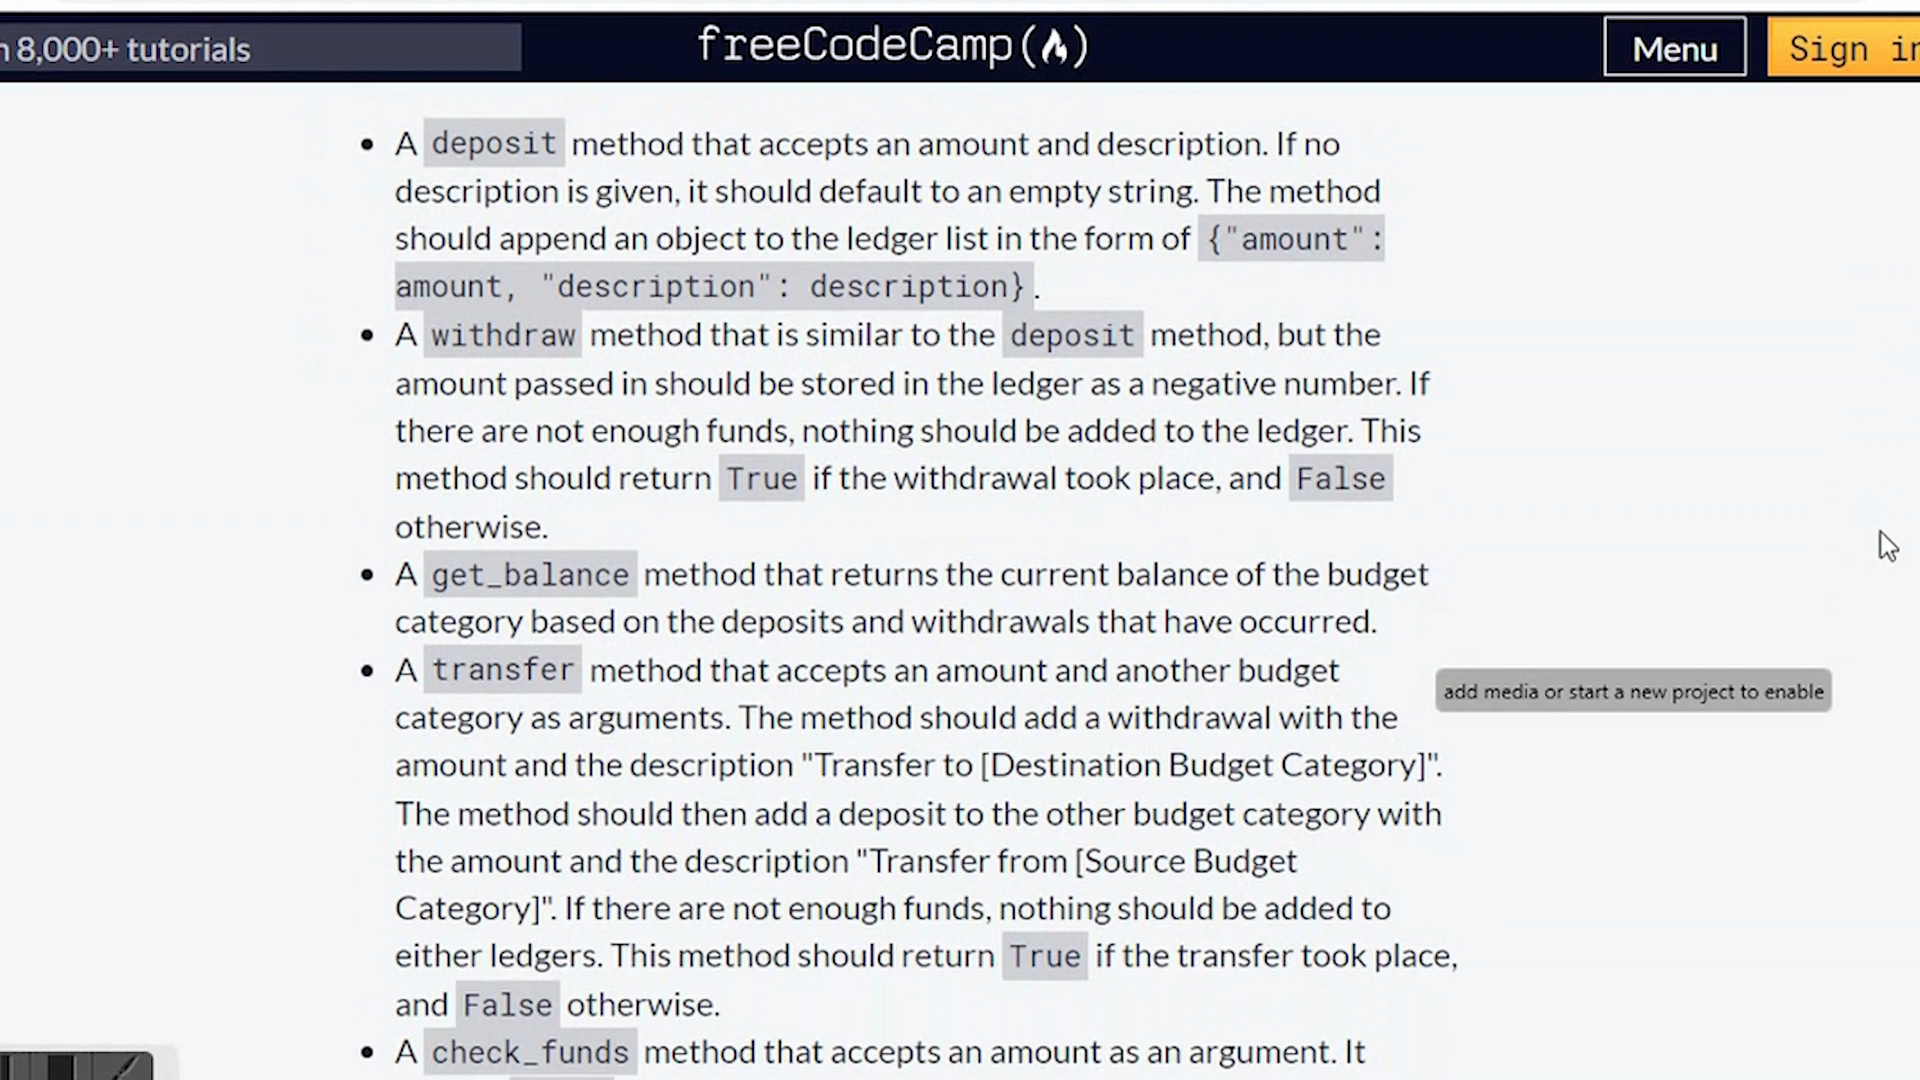 8,000+ tutorials
freeCodeCamp
Menu
Sign in
A deposit method that accepts an amount and description. If no
description is given, it should default to an empty string. The method
should append an object to the ledger list in the form of {"amount":
amount, "description": description}.
A withdraw method that is similar to the deposit method, but the
amount passed in should be stored in the ledger as a negative number. If
there are not enough funds, nothing should be added to the ledger. This
method should return True if the withdrawal took place, and False
otherwise.
A get_balance method that returns the current balance of the budget
category based on the deposits and withdrawals that have occurred.
A transfer method that accepts an amount and another budget
category as arguments. The method should add a withdrawal with the
amount and the description "Transfer to [Destination Budget Category]".
The method should then add a deposit to the other budget category with
the amount and the description "Transfer from [Source Budget
Category]". If there are not enough funds, nothing should be added to
either ledgers. This method should return True if the transfer took place,
and False otherwise.
A check_funds method that accepts an amount as an argument. It
add media or start a new project to enable